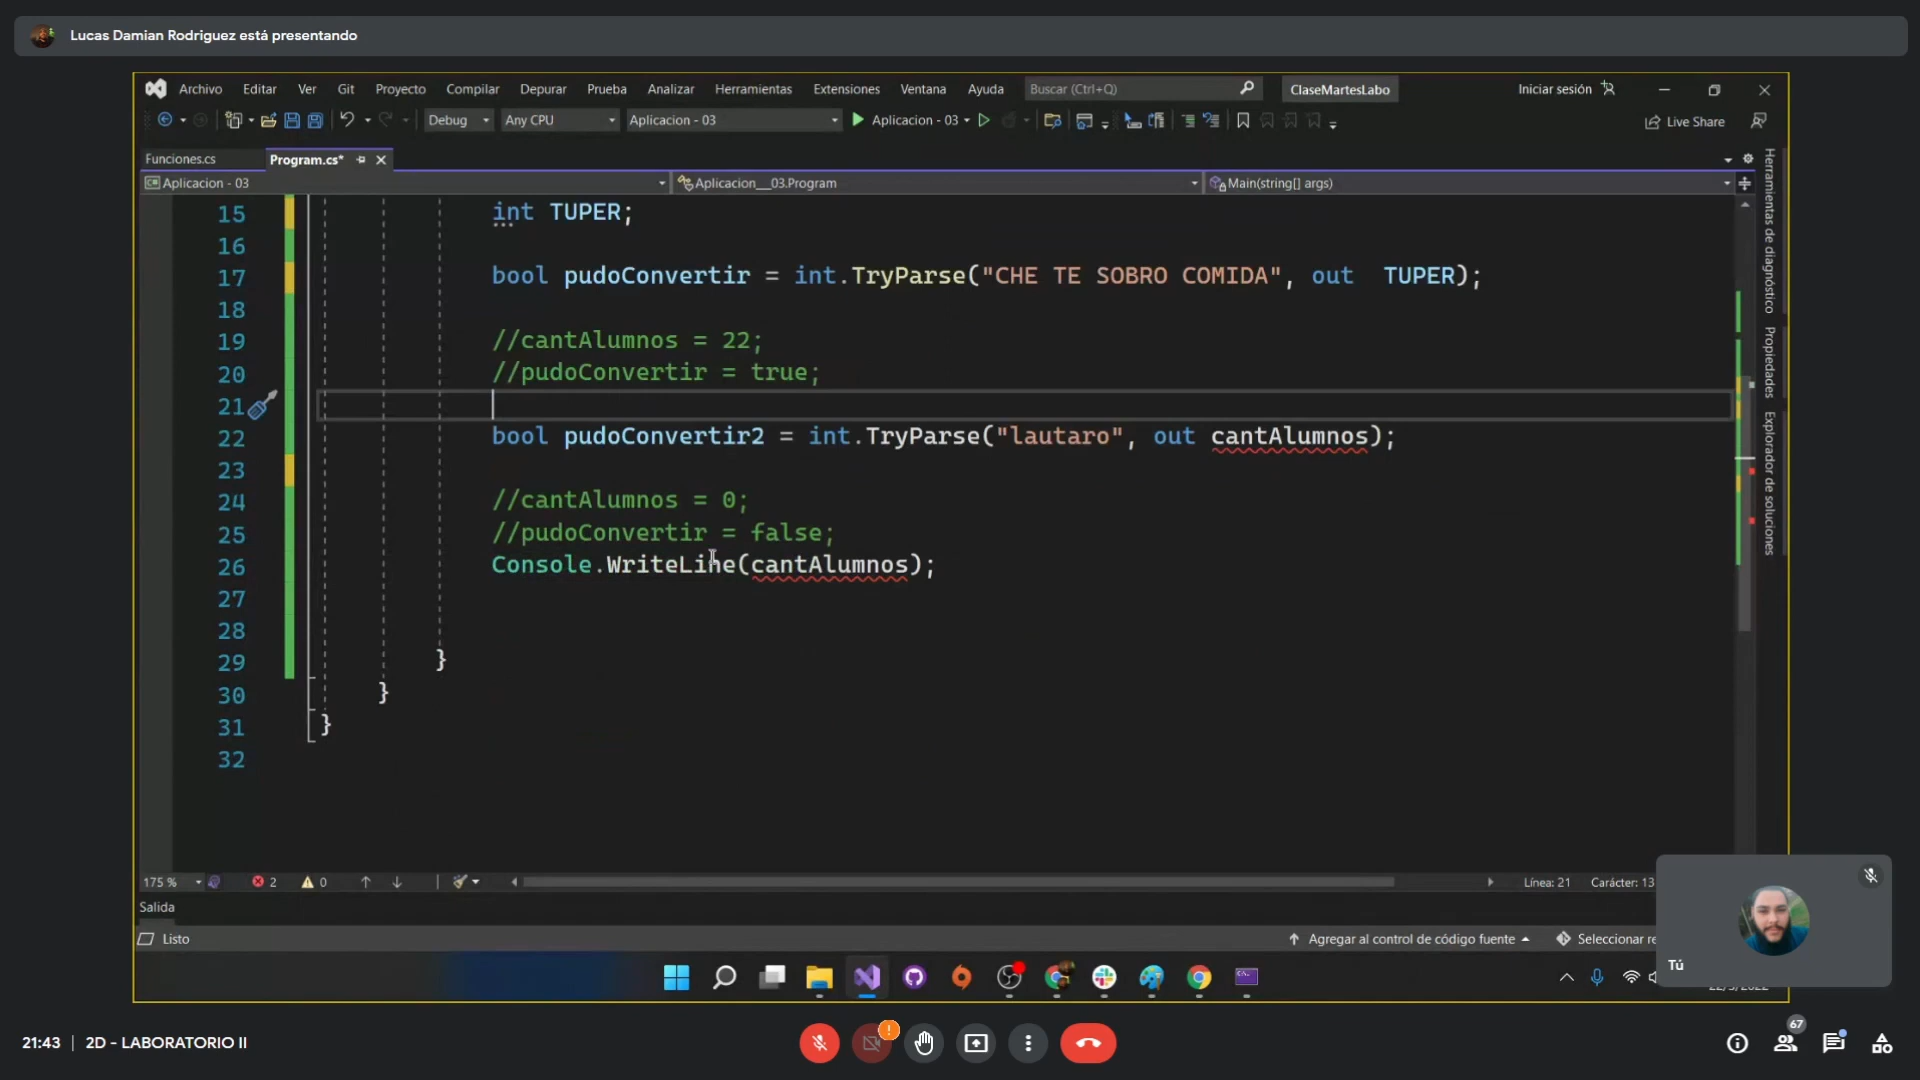 Lucas Damian Rodriguez está presentando
Archivo Editar Ver Git Proyecto Compilar Depurar Prueba Analizar Herramientas Extensiones Ventana Ayuda Buscar (Ctrl+Q) ClaseMartesLabo Iniciar sesión
Debug Any CPU Aplicacion - 03 Aplicacion - 03 Live Share
Funciones.cs Program.cs*
Aplicacion - 03 Aplicacion__03.Program Main(string[] args)
15 int TUPER;
16
17 bool pudoConvertir = int.TryParse("CHE TE SOBRO COMIDA", out TUPER);
18
19 //cantAlumnos = 22;
20 //pudoConvertir = true;
21
22 bool pudoConvertir2 = int.TryParse("lautaro", out cantAlumnos);
23
24 //cantAlumnos = 0;
25 //pudoConvertir = false;
26 Console.WriteLine(cantAlumnos);
27
28
29 }
30 }
31 }
32
Herramientas de diagnóstico
Propiedades
Explorador de soluciones
175 % 2 0 Línea: 21 Carácter: 13
Salida
Listo Agregar al control de código fuente Seleccionar re
Tú
21:43 | 2D - LABORATORIO II
67